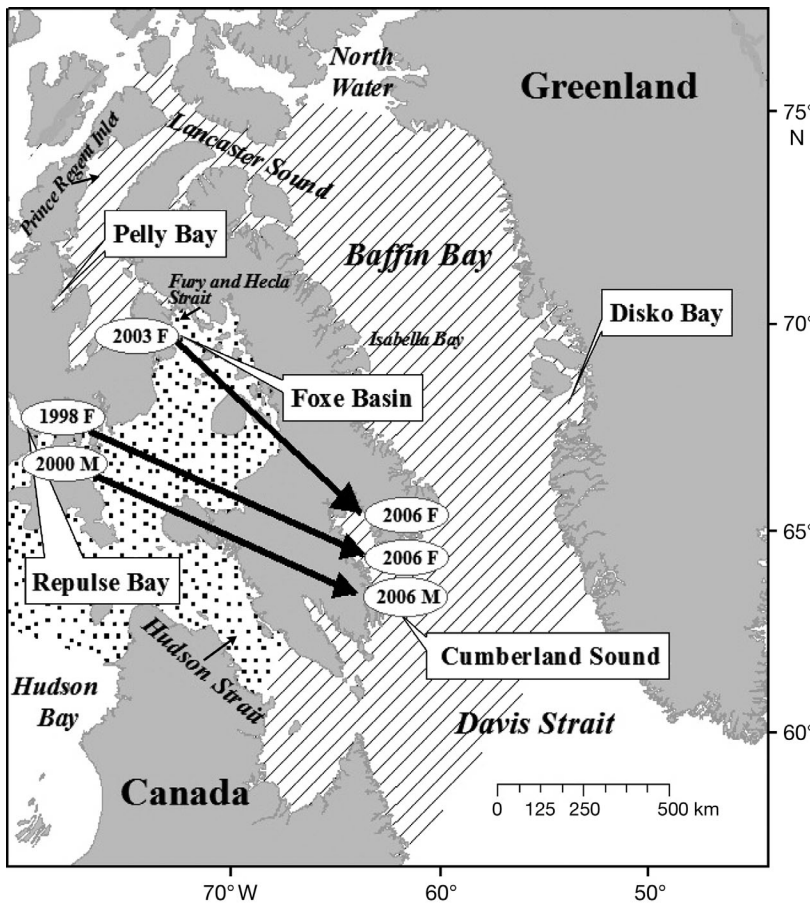 North
Water
Greenland
75°
N
Lancaster Sound
Prince Regent Inlet
Pelly Bay
Baffin Bay
Fury and Hecla
Strait
Disko Bay
70°
2003 F
Isabella Bay
Foxe Basin
1998 F
2000 M
2006 F
65°
2006 F
Repulse Bay
2006 M
Hudson Strait
Cumberland Sound
Hudson
Bay
Davis Strait
60°
Canada
0 125 250 500 km
70° W 60° 50°